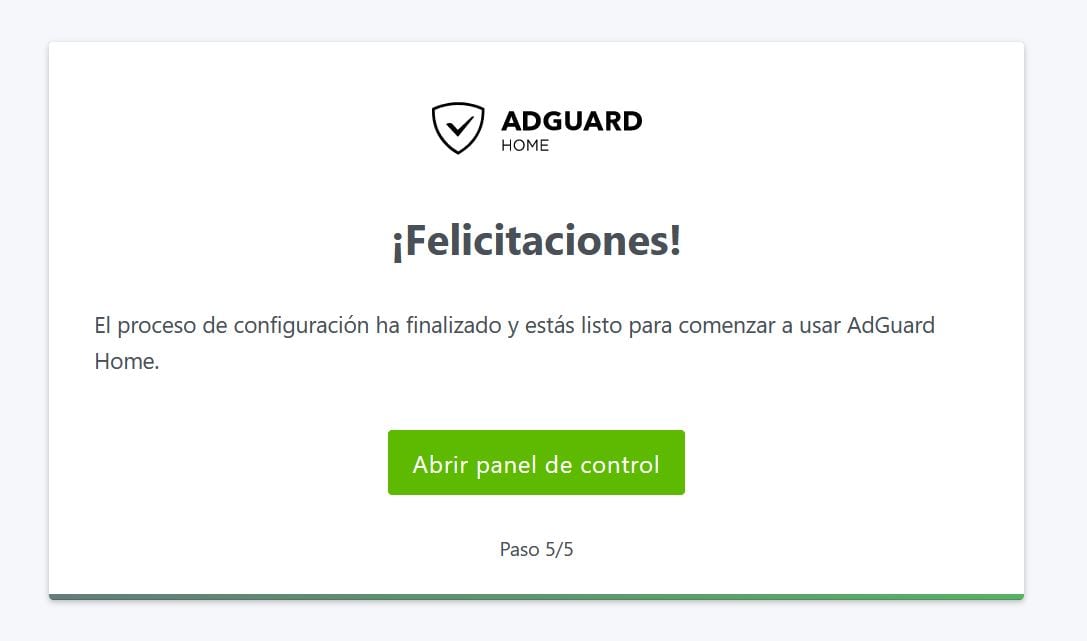 ADGUARD
HOME
¡Felicitaciones!
El proceso de configuración ha finalizado y estás listo para comenzar a usar AdGuard
Home.
Abrir panel de control
Paso 5/5